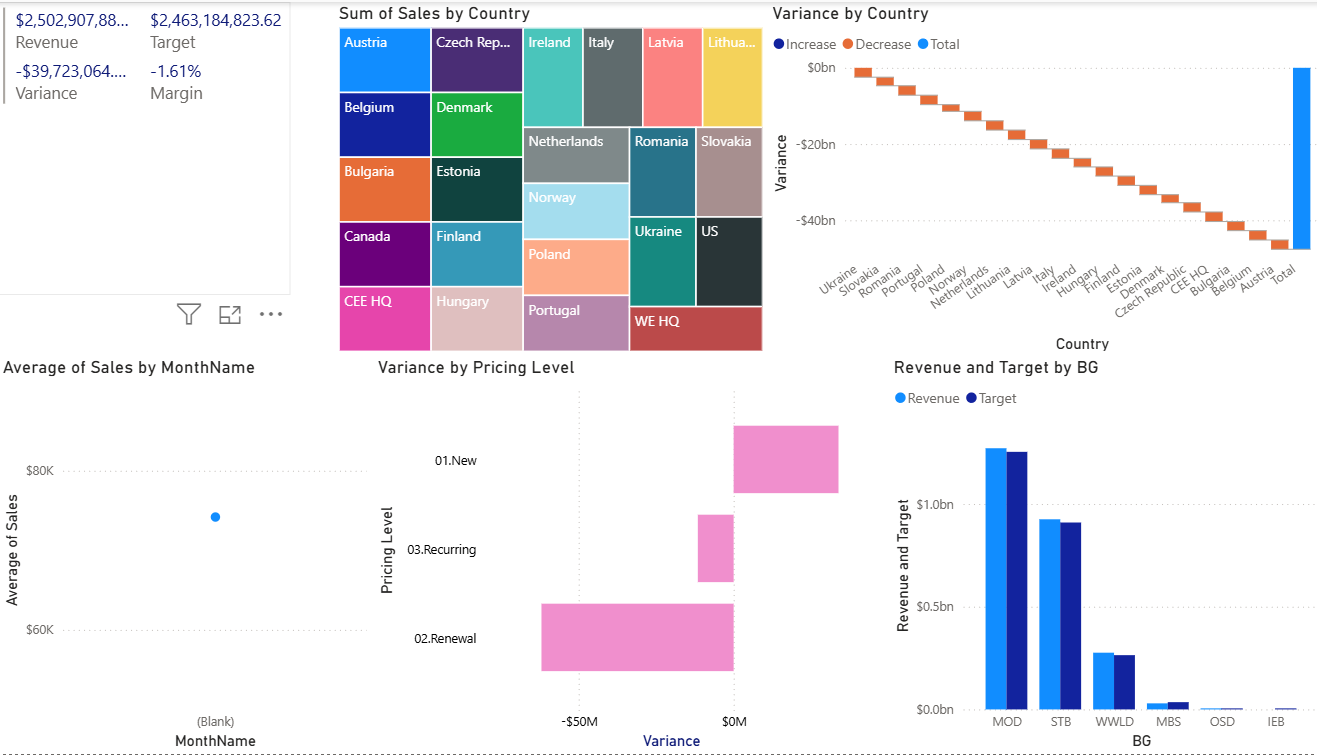 $2,502,907,88...
$2,463,184,823.62
Revenue
Target
-$39,723,064....
-1.61%
Variance
Margin
Sum of Sales by Country
Austria
Czech Rep...
Ireland
Italy
Latvia
Lithua...
Belgium
Denmark
Netherlands
Romania
Slovakia
Bulgaria
Estonia
Norway
Canada
Finland
Poland
Ukraine
US
CEE HQ
Hungary
Portugal
WE HQ
Variance by Country
Increase
Decrease
Total
$0bn
-$20bn
-$40bn
Variance
Ukraine
Slovakia
Romania
Portugal
Poland
Norway
Netherlands
Lithuania
Latvia
Italy
Ireland
Hungary
Finland
Estonia
Denmark
Czech Republic
CEE HQ
Bulgaria
Belgium
Austria
Total
Country
Average of Sales by MonthName
$80K
$60K
Average of Sales
(Blank)
MonthName
Variance by Pricing Level
Pricing Level
01.New
03.Recurring
02.Renewal
-$50M
$0M
Variance
Revenue and Target by BG
Revenue
Target
Revenue and Target
$1.0bn
$0.5bn
$0.0bn
MOD
STB
WWLD
MBS
OSD
IEB
BG